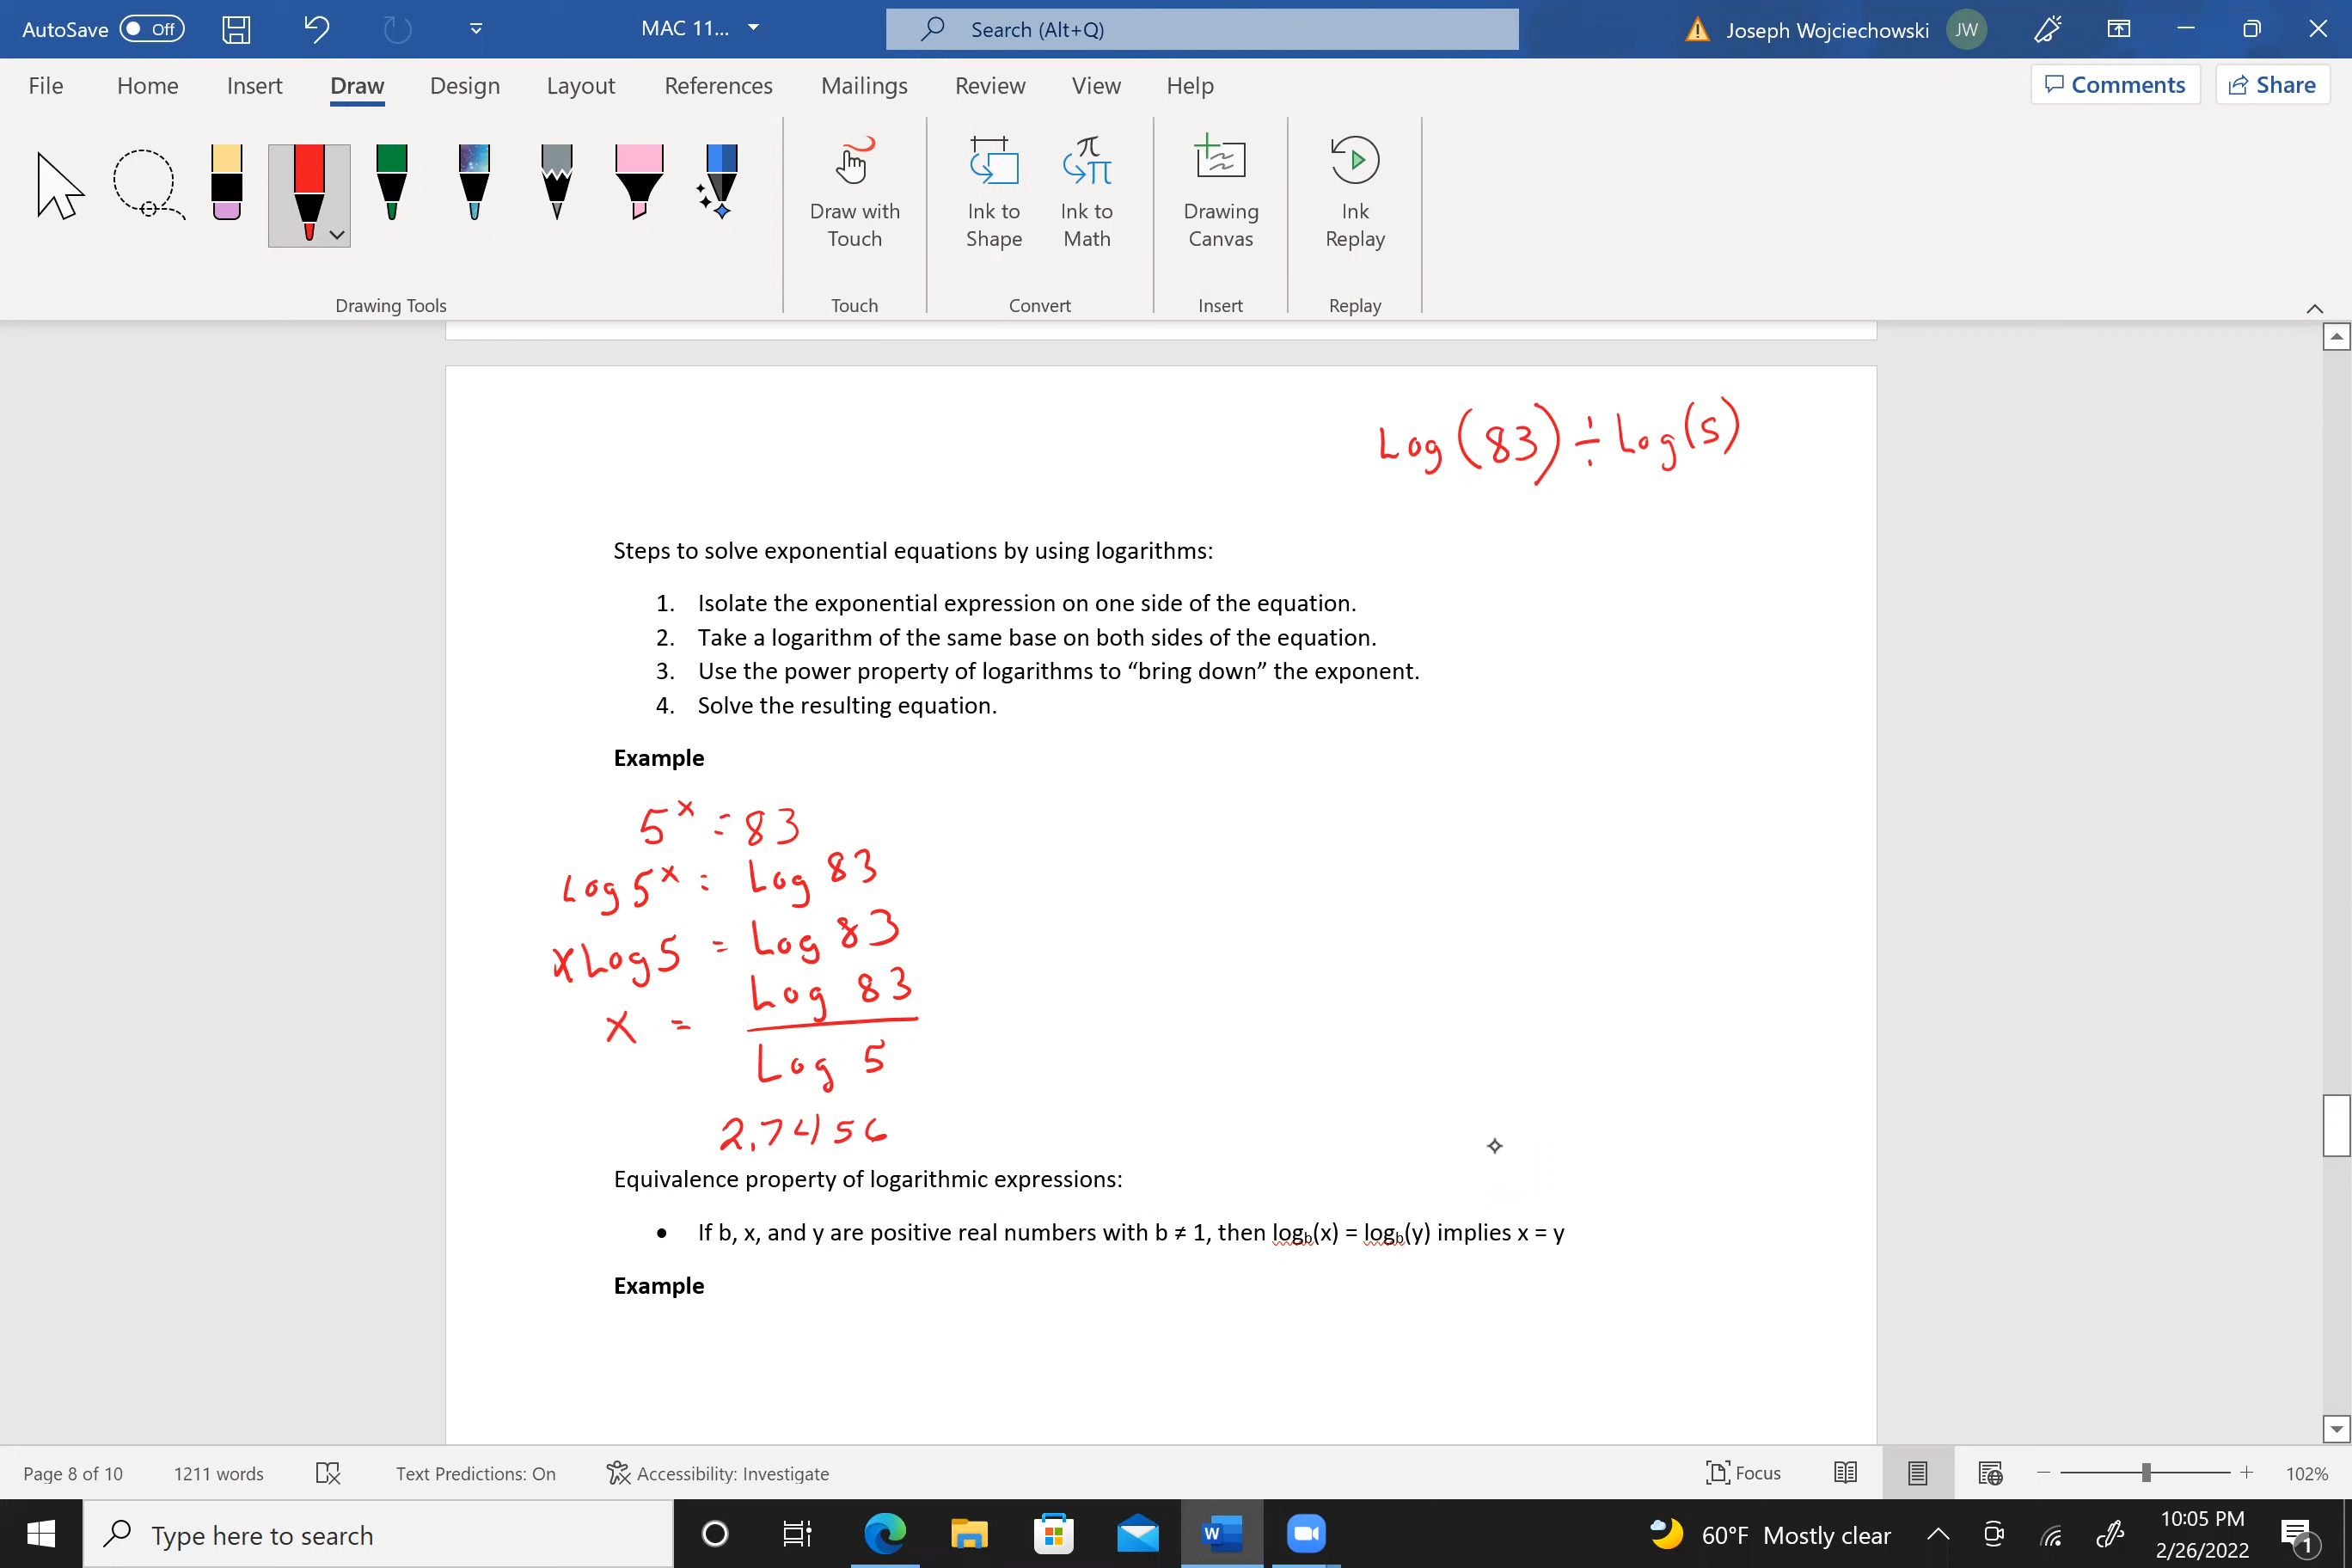 AutoSave Off MAC 11... Search (Alt+Q) Joseph Wojciechowski JW
File Home Insert Draw Design Layout References Mailings Review View Help Comments Share
Draw with Touch
Ink to Shape
Ink to Math
Drawing Canvas
Ink Replay
Drawing Tools Touch Convert Insert Replay
Log (83) ÷ Log(5)
Steps to solve exponential equations by using logarithms:
1. Isolate the exponential expression on one side of the equation.
2. Take a logarithm of the same base on both sides of the equation.
3. Use the power property of logarithms to “bring down” the exponent.
4. Solve the resulting equation.
Example
5^x = 83
Log 5^x = Log 83
x Log 5 = Log 83
x = Log 83 / Log 5
2.7456
Equivalence property of logarithmic expressions:
• If b, x, and y are positive real numbers with b ≠ 1, then log_b(x) = log_b(y) implies x = y
Example
Page 8 of 10 1211 words Text Predictions: On Accessibility: Investigate Focus 102%
Type here to search W 60°F Mostly clear 10:05 PM
2/26/2022 1